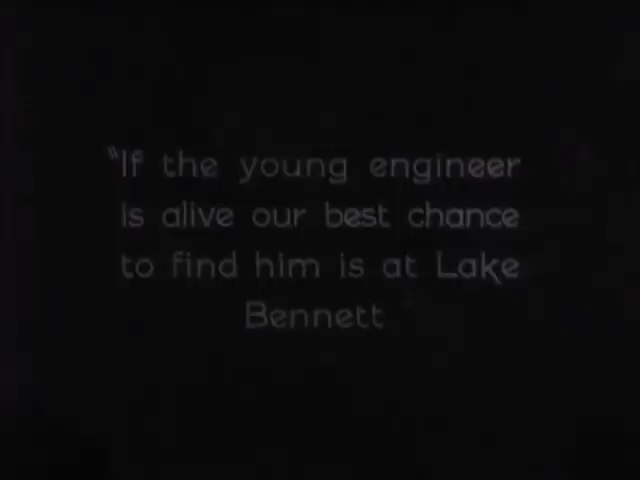 "If the young engineer
is alive our best chance
to find him is at Lake
Bennett